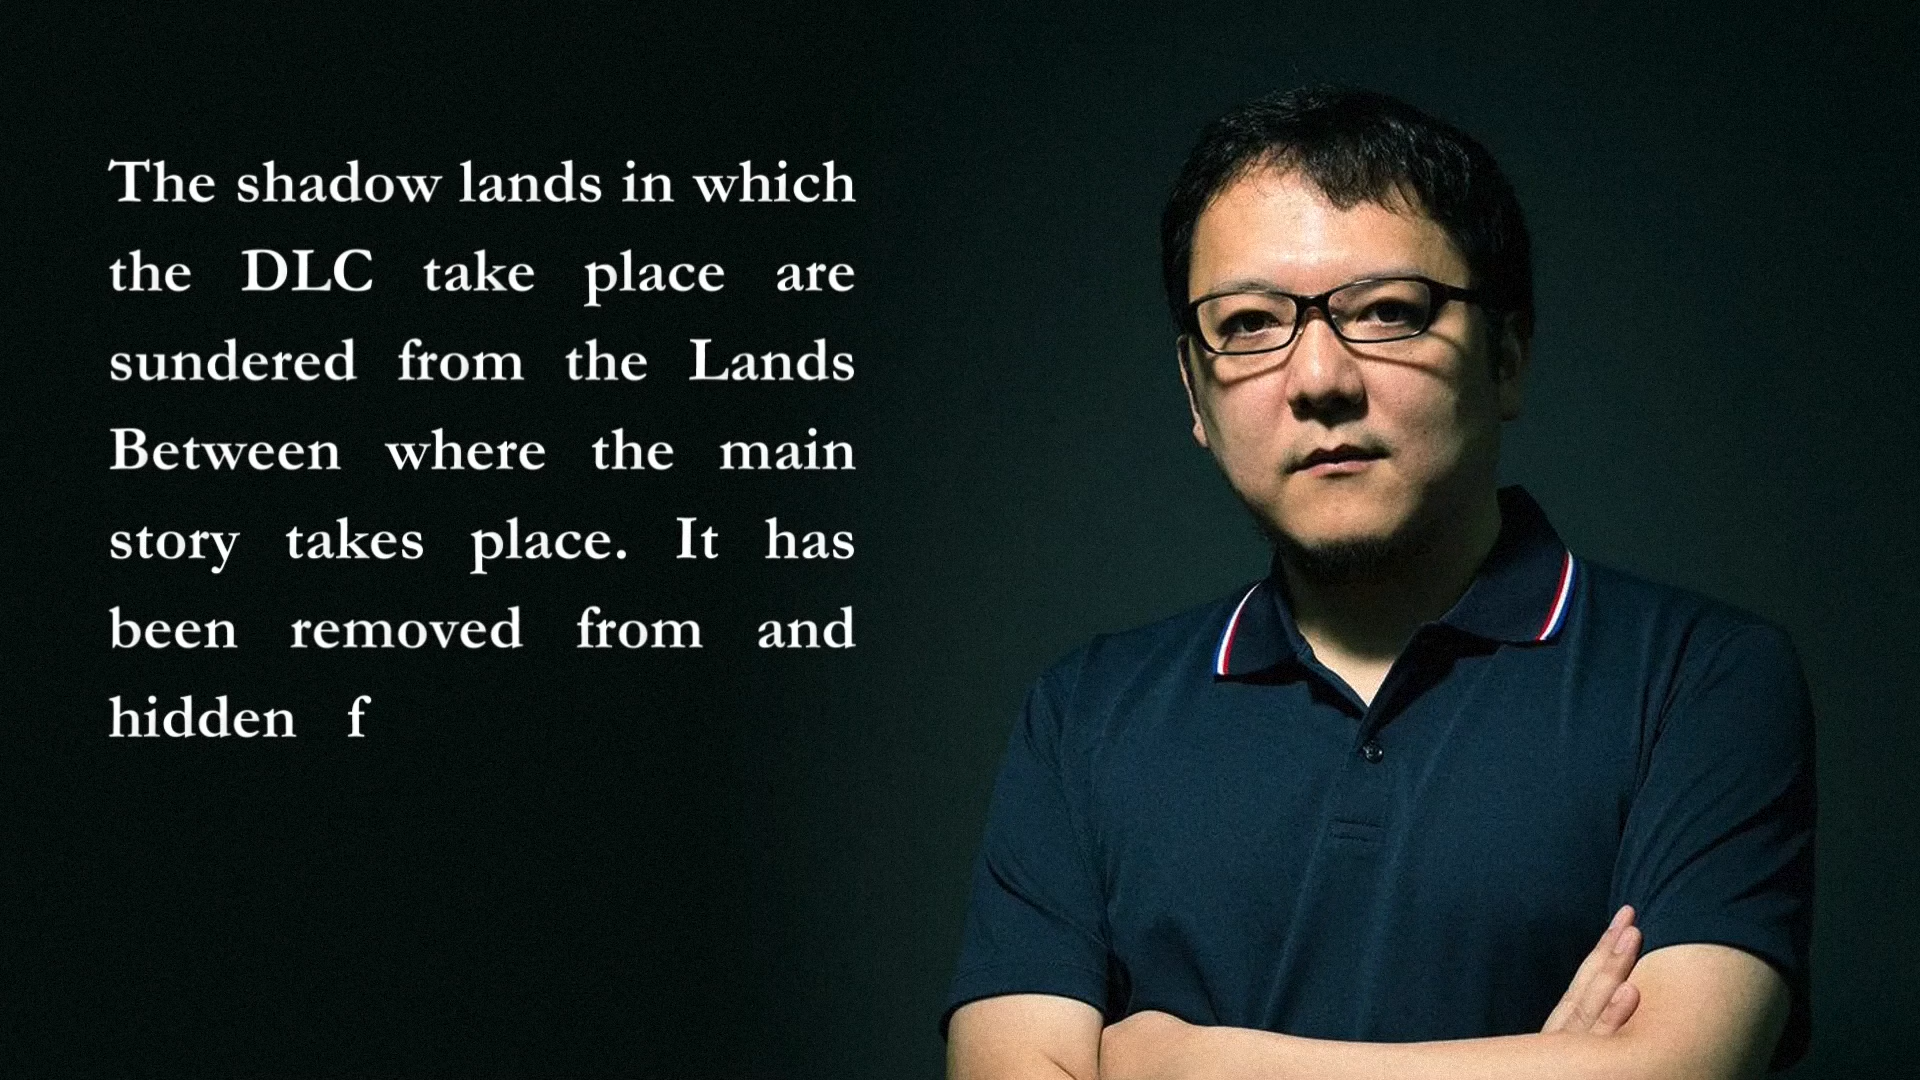 The shadow lands in which
the DLC take place are
sundered from the Lands
Between where the main
story takes place. It has
been removed from and
hidden f